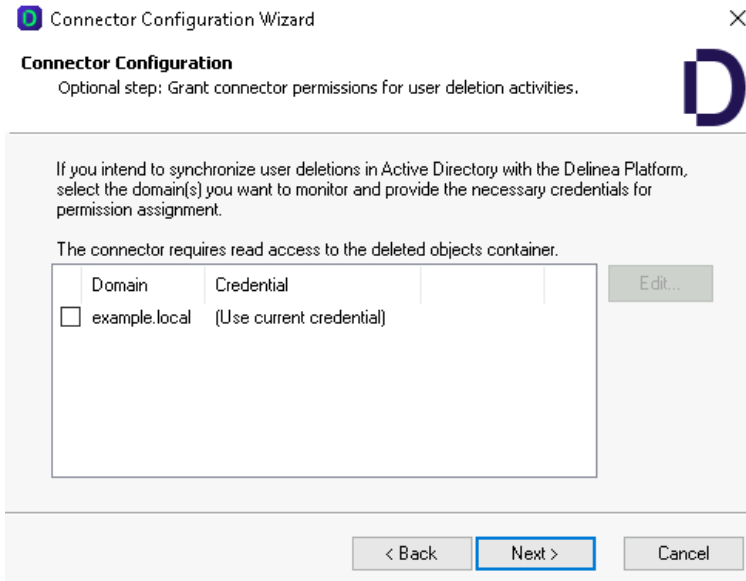 Connector Configuration Wizard
Connector Configuration
Optional step: Grant connector permissions for user deletion activities.
If you intend to synchronize user deletions in Active Directory with the Delinea Platform,
select the domain(s) you want to monitor and provide the necessary credentials for
permission assignment.
The connector requires read access to the deleted objects container.
Domain Credential
Edit...
example.local (Use current credential)
< Back Next > Cancel